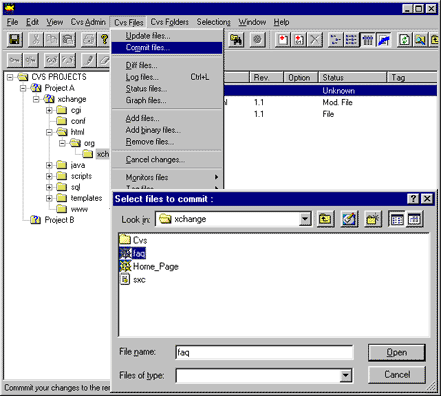 File Edit View Cvs Admin Cvs Files Cvs Folders Selections Window Help
Update files...
Commit files...
Diff files...
Log files... Ctrl+L
Status files...
Graph files...
Add files...
Add binary files...
Remove files...
Cancel changes...
Monitors files
Rev. Option Status Tag
Unknown
1.1 Mod. File
1.1 File
CVS PROJECTS
Project A
xchange
cgi
conf
html
org
xch
java
scripts
sql
templates
www
Project B
Select files to commit :
Look in: xchange
Cvs
faq
Home_Page
sxc
File name: faq Open
Files of type: Cancel
Commmit your changes to the rem